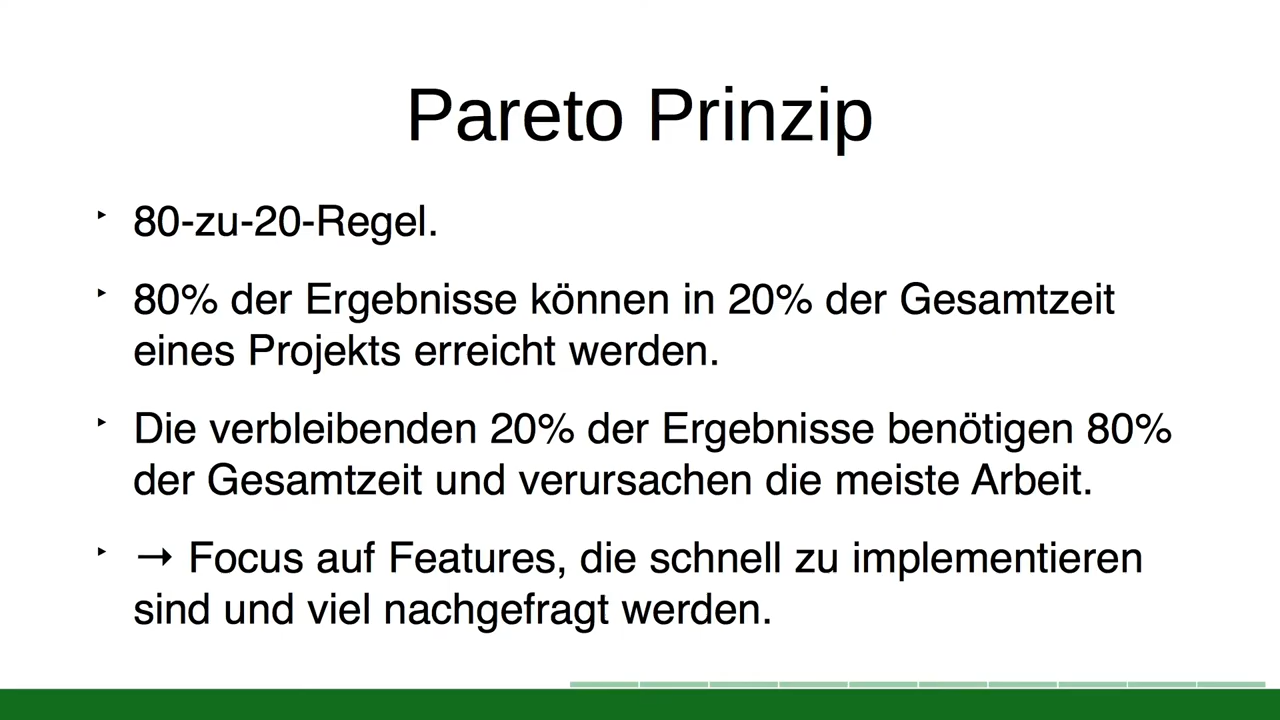 Pareto Prinzip
‣ 80-zu-20-Regel.
‣ 80% der Ergebnisse können in 20% der Gesamtzeit
eines Projekts erreicht werden.
‣ Die verbleibenden 20% der Ergebnisse benötigen 80%
der Gesamtzeit und verursachen die meiste Arbeit.
‣ → Focus auf Features, die schnell zu implementieren
sind und viel nachgefragt werden.